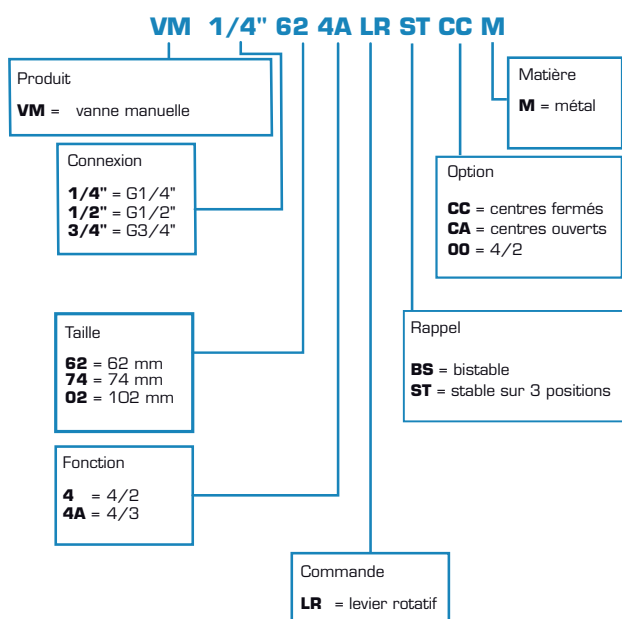 VM 1/4" 62 4A LR ST CC M
Produit
VM = vanne manuelle
Matière
M = métal
Connexion
1/4" = G1/4"
1/2" = G1/2"
3/4" = G3/4"
Option
CC = centres fermés
CA = centres ouverts
00 = 4/2
Taille
62 = 62 mm
74 = 74 mm
02 = 102 mm
Rappel
BS = bistable
ST = stable sur 3 positions
Fonction
4 = 4/2
4A = 4/3
Commande
LR = levier rotatif